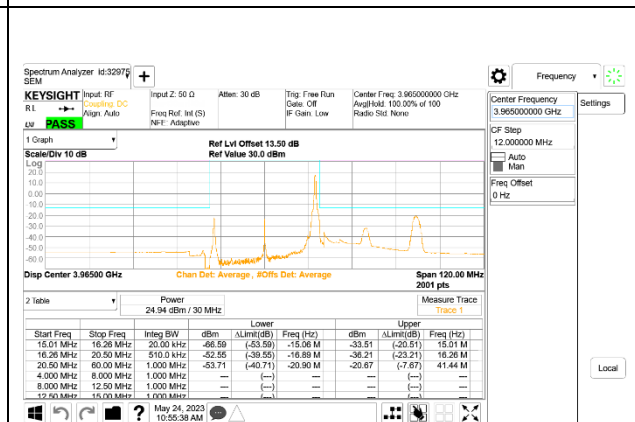 Spectrum Analyzer Id:32975
SEM
+
Frequency
KEYSIGHT
R L
PASS
Input: RF
Coupling: DC
Align: Auto
Input Z: 50 Ω
Freq Ref: Int (S)
NFE: Adaptive
Atten: 30 dB
Trig: Free Run
Gate: Off
IF Gain: Low
Center Freq: 3.965000000 GHz
Avg|Hold: 100.00% of 100
Radio Std: None
Center Frequency
3.965000000 GHz
Settings
CF Step
12.000000 MHz
Auto
Man
Freq Offset
0 Hz
1 Graph
Scale/Div 10 dB
Ref Lvl Offset 13.50 dB
Ref Value 30.0 dBm
Log
20.0
10.0
0.00
-10.0
-20.0
-30.0
-40.0
-50.0
-60.0
Disp Center 3.96500 GHz
Chan Det: Average , #Offs Det: Average
Span 120.00 MHz
2001 pts
2 Table
Power
24.94 dBm / 30 MHz
Measure Trace
Trace 1
Lower Upper
Start Freq Stop Freq Integ BW dBm ΔLimit(dB) Freq (Hz) dBm ΔLimit(dB) Freq (Hz)
15.01 MHz 16.26 MHz 20.00 kHz -66.59 (-53.59) -15.06 M -33.51 (-20.51) 15.01 M
16.26 MHz 20.50 MHz 510.0 kHz -52.55 (-39.55) -16.89 M -36.21 (-23.21) 16.26 M
20.50 MHz 60.00 MHz 1.000 MHz -53.71 (-40.71) -20.90 M -20.67 (-7.67) 41.44 M
4.000 MHz 8.000 MHz 1.000 MHz --- (---) --- --- (---) ---
8.000 MHz 12.50 MHz 1.000 MHz --- (---) --- --- (---) ---
12.50 MHz 15.00 MHz 1.000 MHz --- (---) --- --- (---) ---
Local
?
May 24, 2023
10:55:38 AM